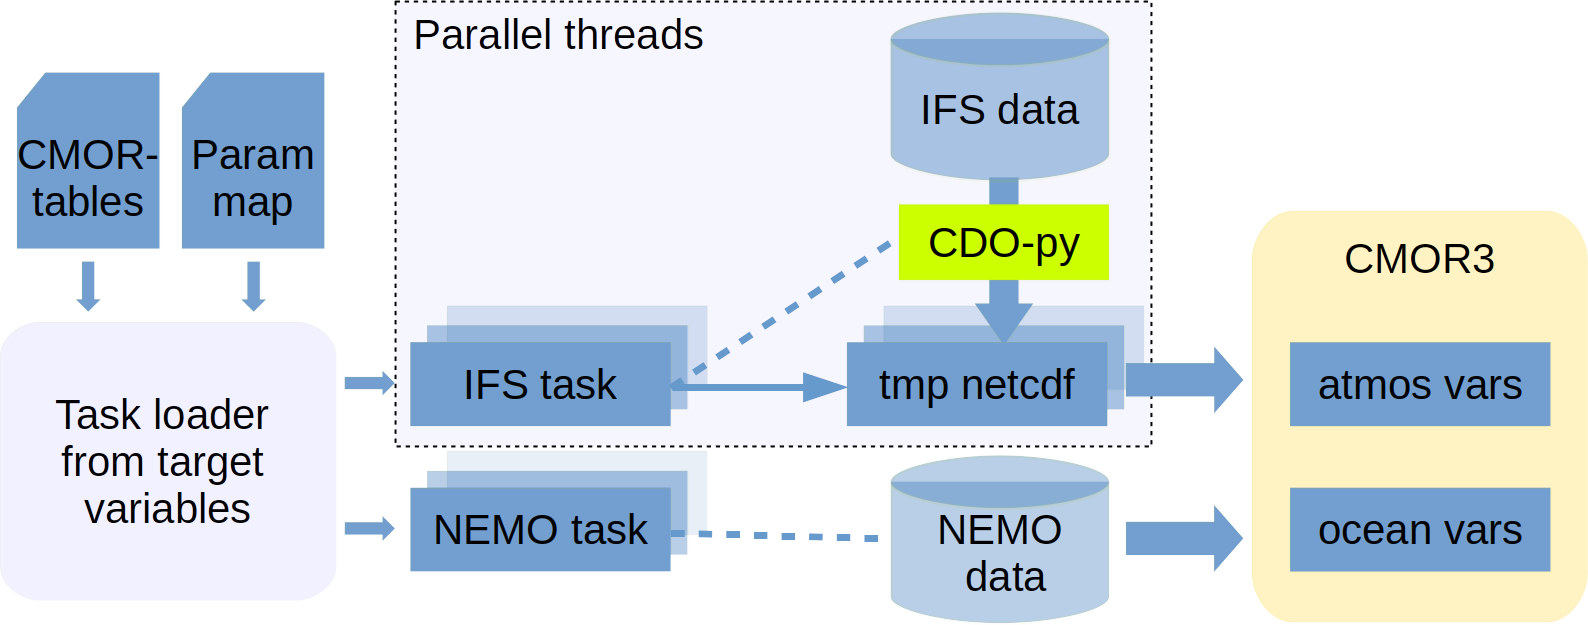 Parallel threads
IFS data
CMOR-
tables
Param
map
CDO-py
CMOR3
Task loader
from target
variables
IFS task
tmp netcdf
atmos vars
NEMO task
NEMO
data
ocean vars